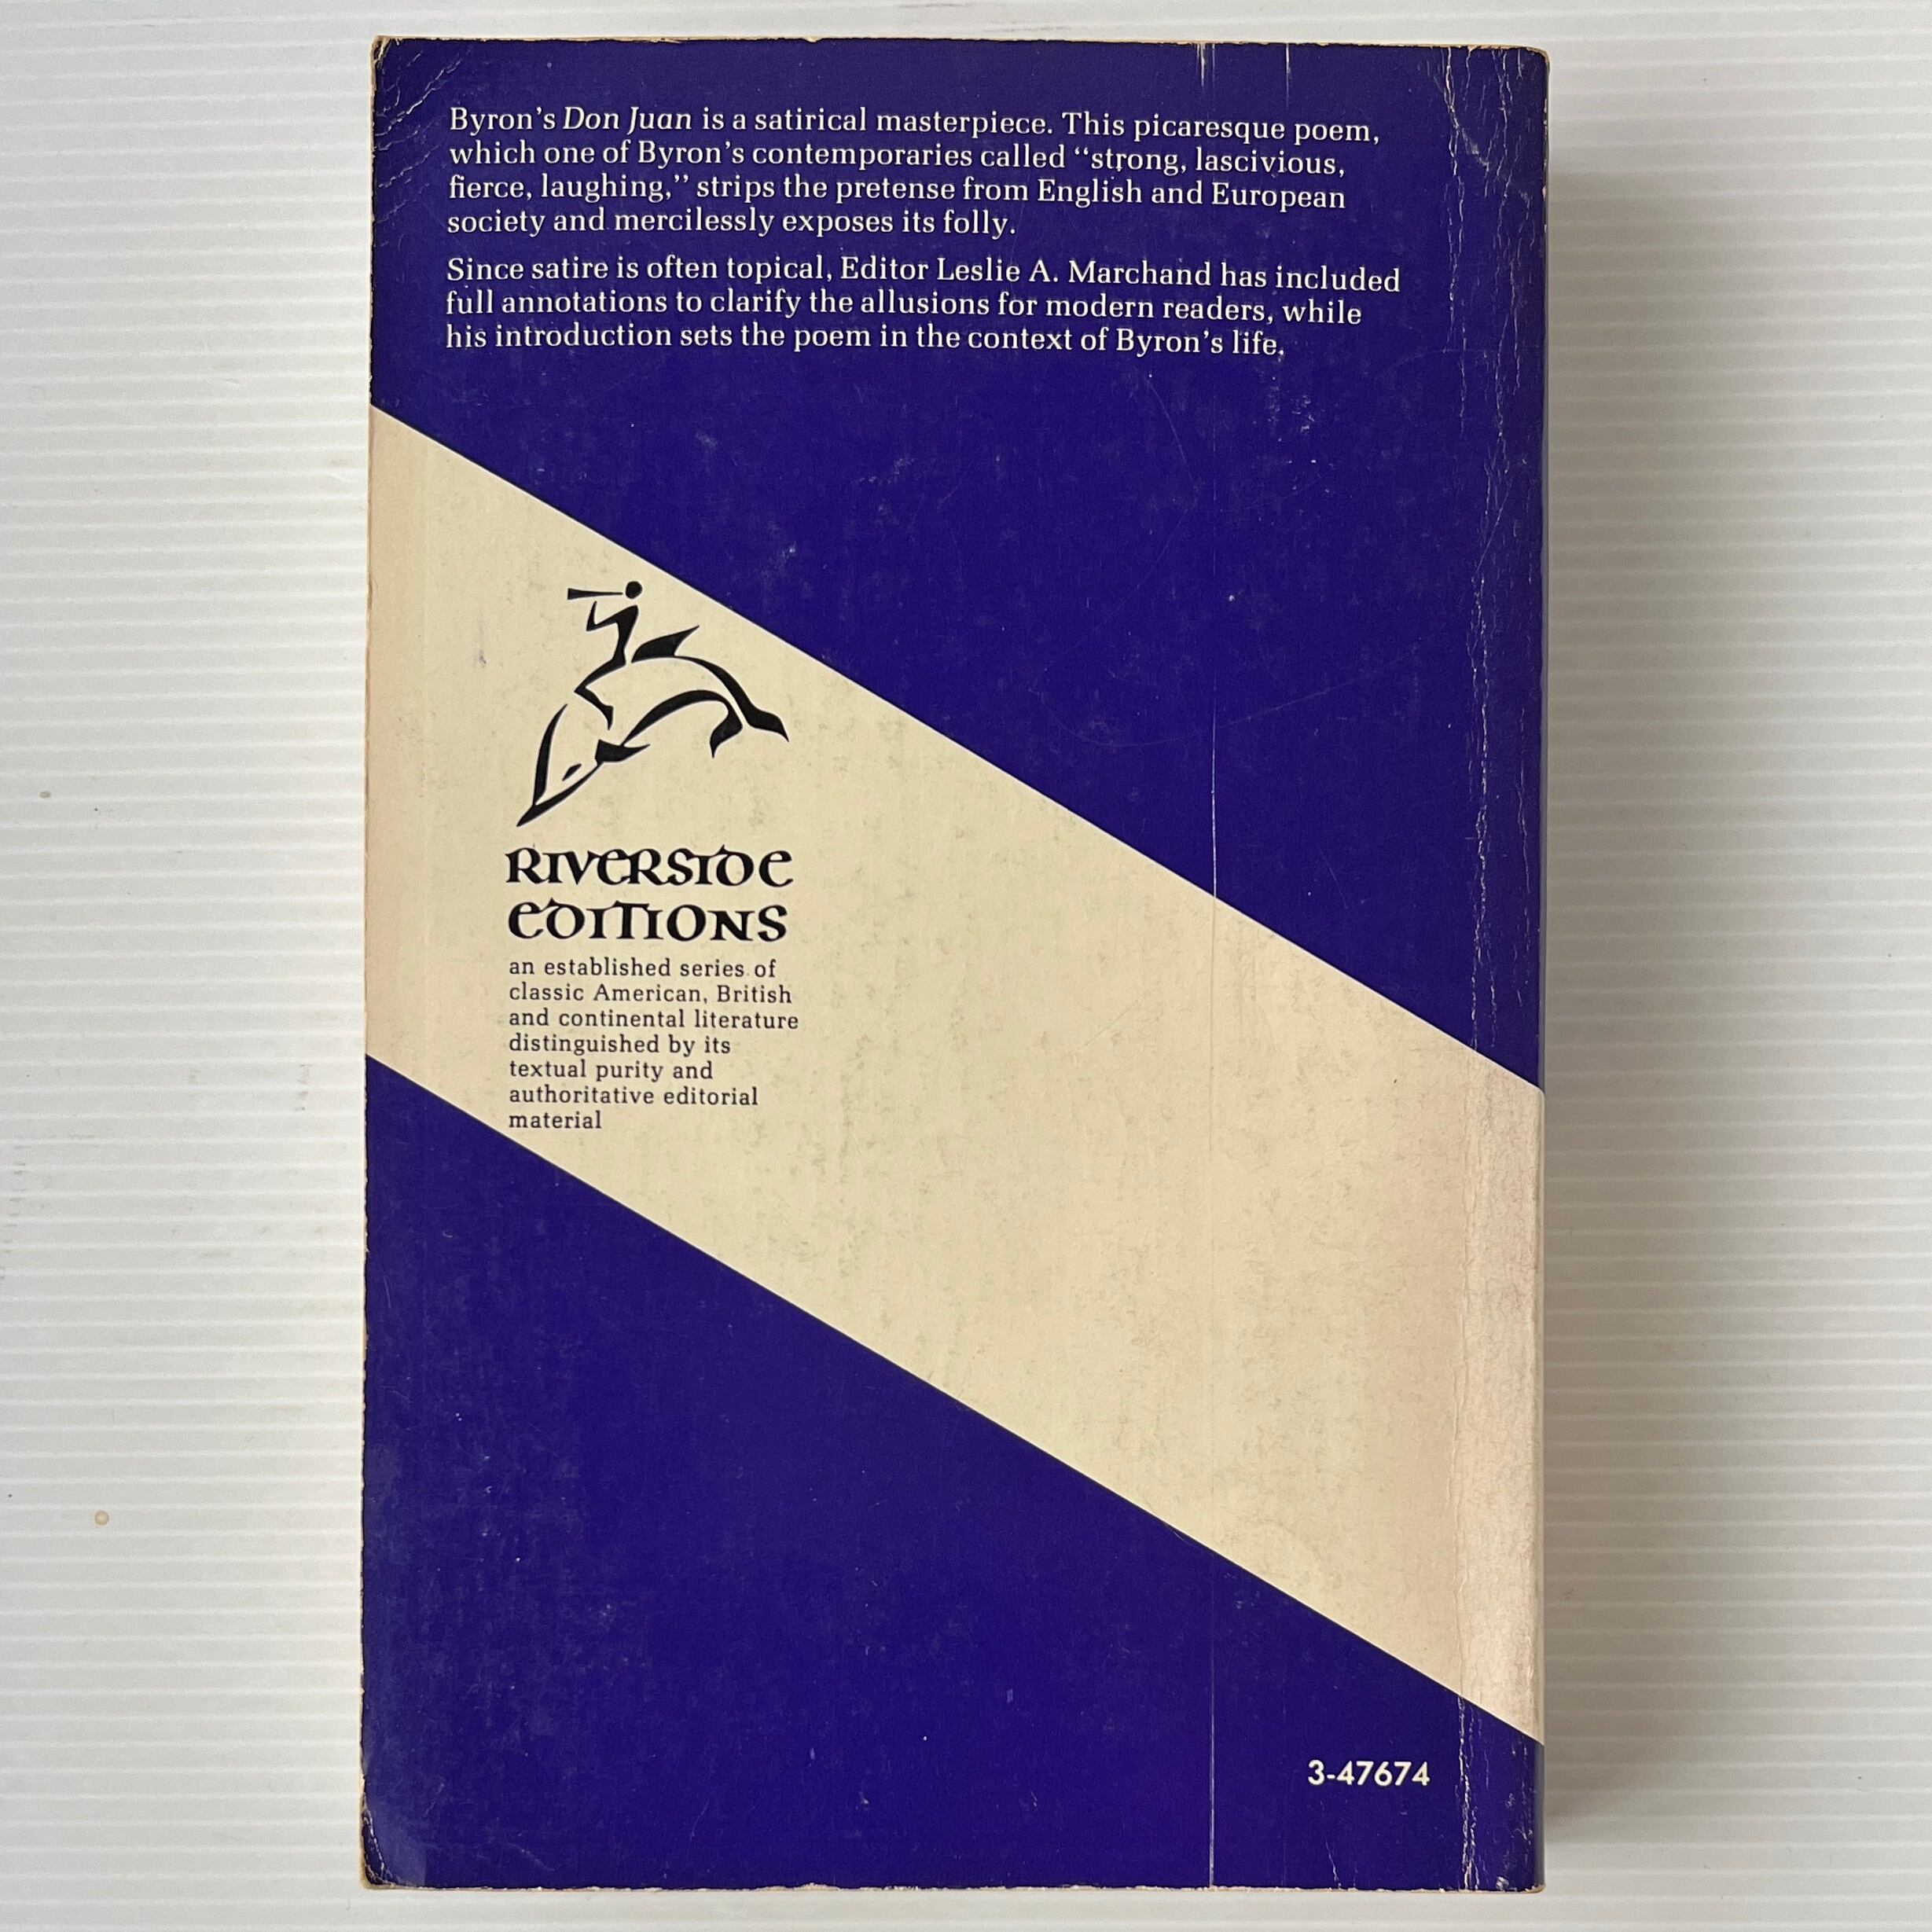 Byron's Don Juan is a satirical masterpiece. This picaresque poem,
which one of Byron's contemporaries called “strong, lascivious,
fierce, laughing,” strips the pretense from English and European
society and mercilessly exposes its folly.
Since satire is often topical, Editor Leslie A. Marchand has included
full annotations to clarify the allusions for modern readers, while
his introduction sets the poem in the context of Byron's life.
RIVERSIDE
EDITIONS
an established series of
classic American, British
and continental literature
distinguished by its
textual purity and
authoritative editorial
material
3-47674